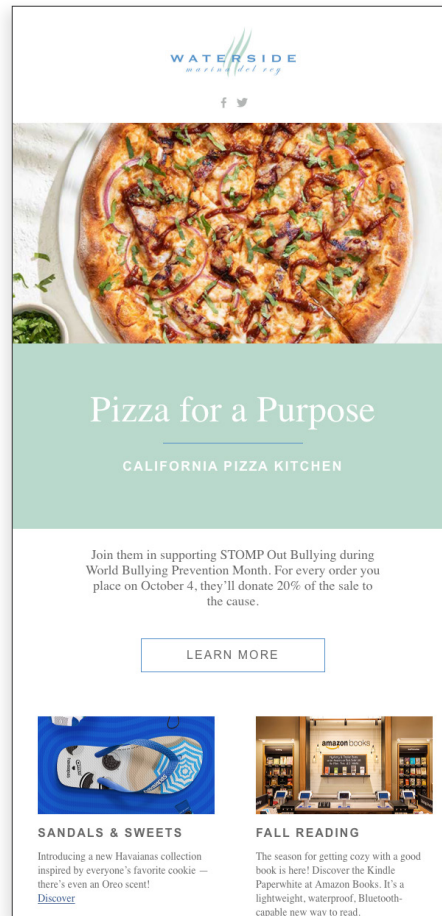 WATERSIDE
marina del rey
Pizza for a Purpose
CALIFORNIA PIZZA KITCHEN
Join them in supporting STOMP Out Bullying during
World Bullying Prevention Month. For every order you
place on October 4, they’ll donate 20% of the sale to
the cause.
LEARN MORE
SANDALS & SWEETS
Introducing a new Havaianas collection
inspired by everyone’s favorite cookie —
there’s even an Oreo scent!
Discover
amazon books
FALL READING
The season for getting cozy with a good
book is here! Discover the Kindle
Paperwhite at Amazon Books. It’s a
lightweight, waterproof, Bluetooth-
capable new way to read.